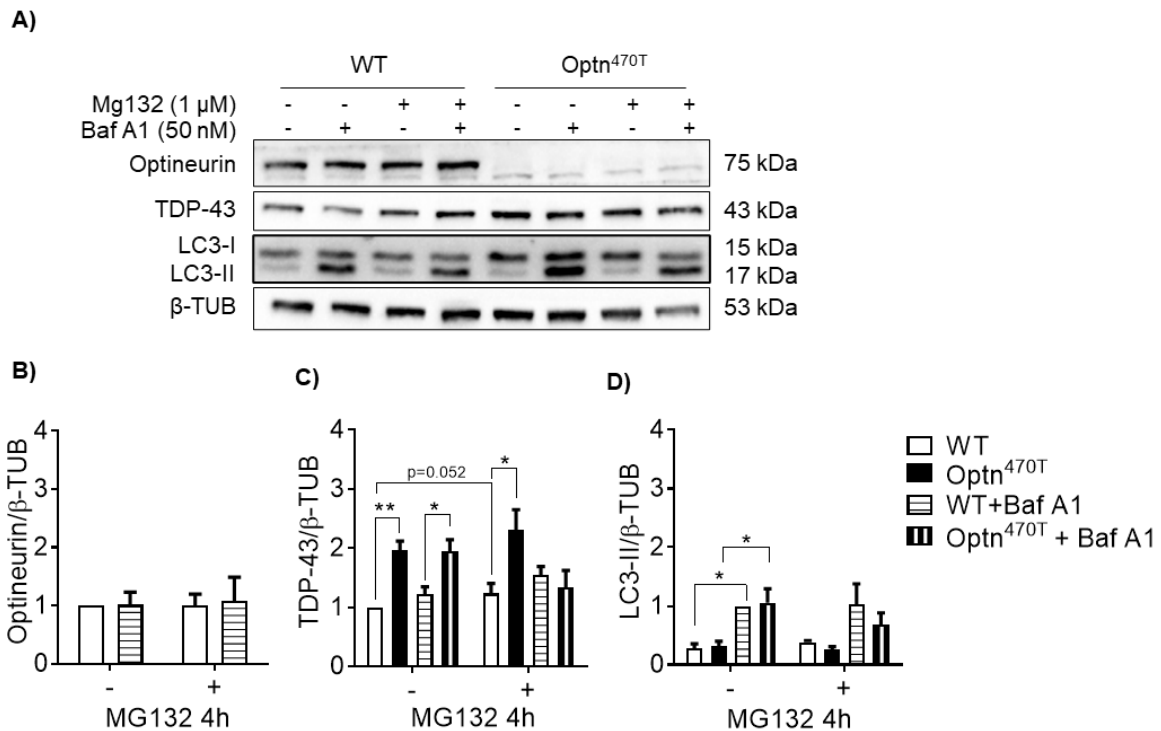 A)
WT Optn470T
Mg132 (1 µM) - - + + - - + +
Baf A1 (50 nM) - + - + - + - +
Optineurin 75 kDa
TDP-43 43 kDa
LC3-I 15 kDa
LC3-II 17 kDa
β-TUB 53 kDa
B)
Optineurin/β-TUB
4
3
2
1
0
- +
MG132 4h
C)
TDP-43/β-TUB
4
3
2
1
0
p=0.052
*
** *
- +
MG132 4h
D)
LC3-II/β-TUB
4
3
2
1
0
*
*
- +
MG132 4h
WT
Optn470T
WT+Baf A1
Optn470T + Baf A1